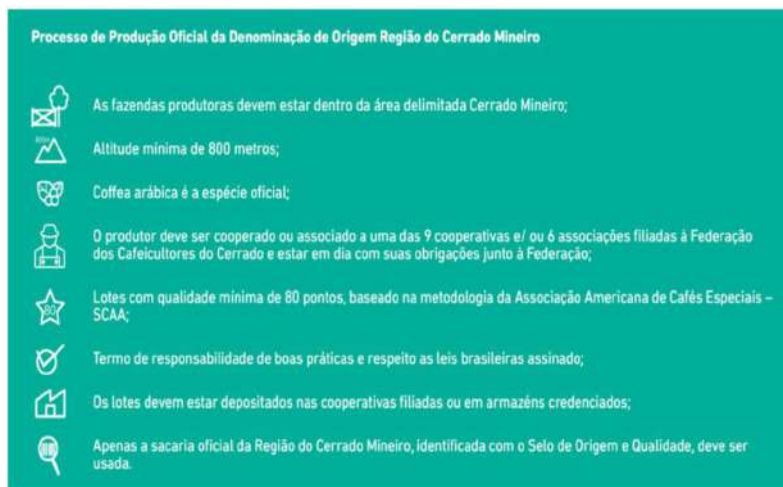 Processo de Produção Oficial da Denominação de Origem Região do Cerrado Mineiro
As fazendas produtoras devem estar dentro da área delimitada Cerrado Mineiro;
Altitude mínima de 800 metros;
Coffea arábica é a espécie oficial;
O produtor deve ser cooperado ou associado a uma das 9 cooperativas e/ ou 6 associações filiadas à Federação
dos Cafeicultores do Cerrado e estar em dia com suas obrigações junto à Federação;
80
Lotes com qualidade mínima de 80 pontos, baseado na metodologia da Associação Americana de Cafés Especiais –
SCAA;
Termo de responsabilidade de boas práticas e respeito as leis brasileiras assinado;
Os lotes devem estar depositados nas cooperativas filiadas ou em armazéns credenciados;
Apenas a sacaria oficial da Região do Cerrado Mineiro, identificada com o Selo de Origem e Qualidade, deve ser
usada.